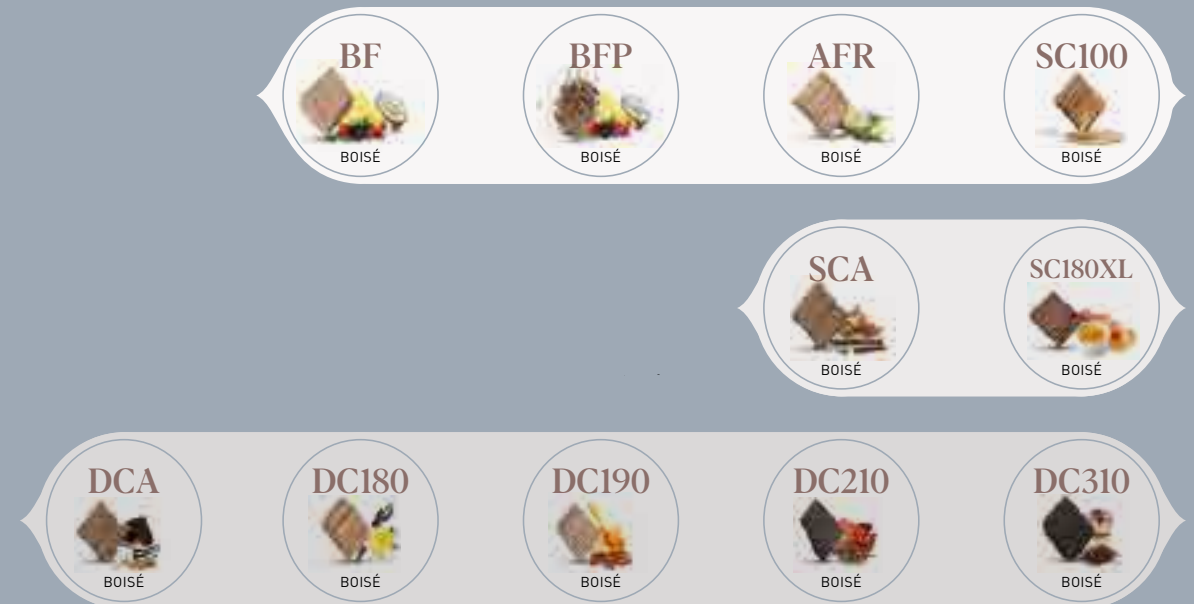 BF
BOISÉ
BFP
BOISÉ
AFR
BOISÉ
SC100
BOISÉ
SCA
BOISÉ
SC180XL
BOISÉ
DCA
BOISÉ
DC180
BOISÉ
DC190
BOISÉ
DC210
BOISÉ
DC310
BOISÉ